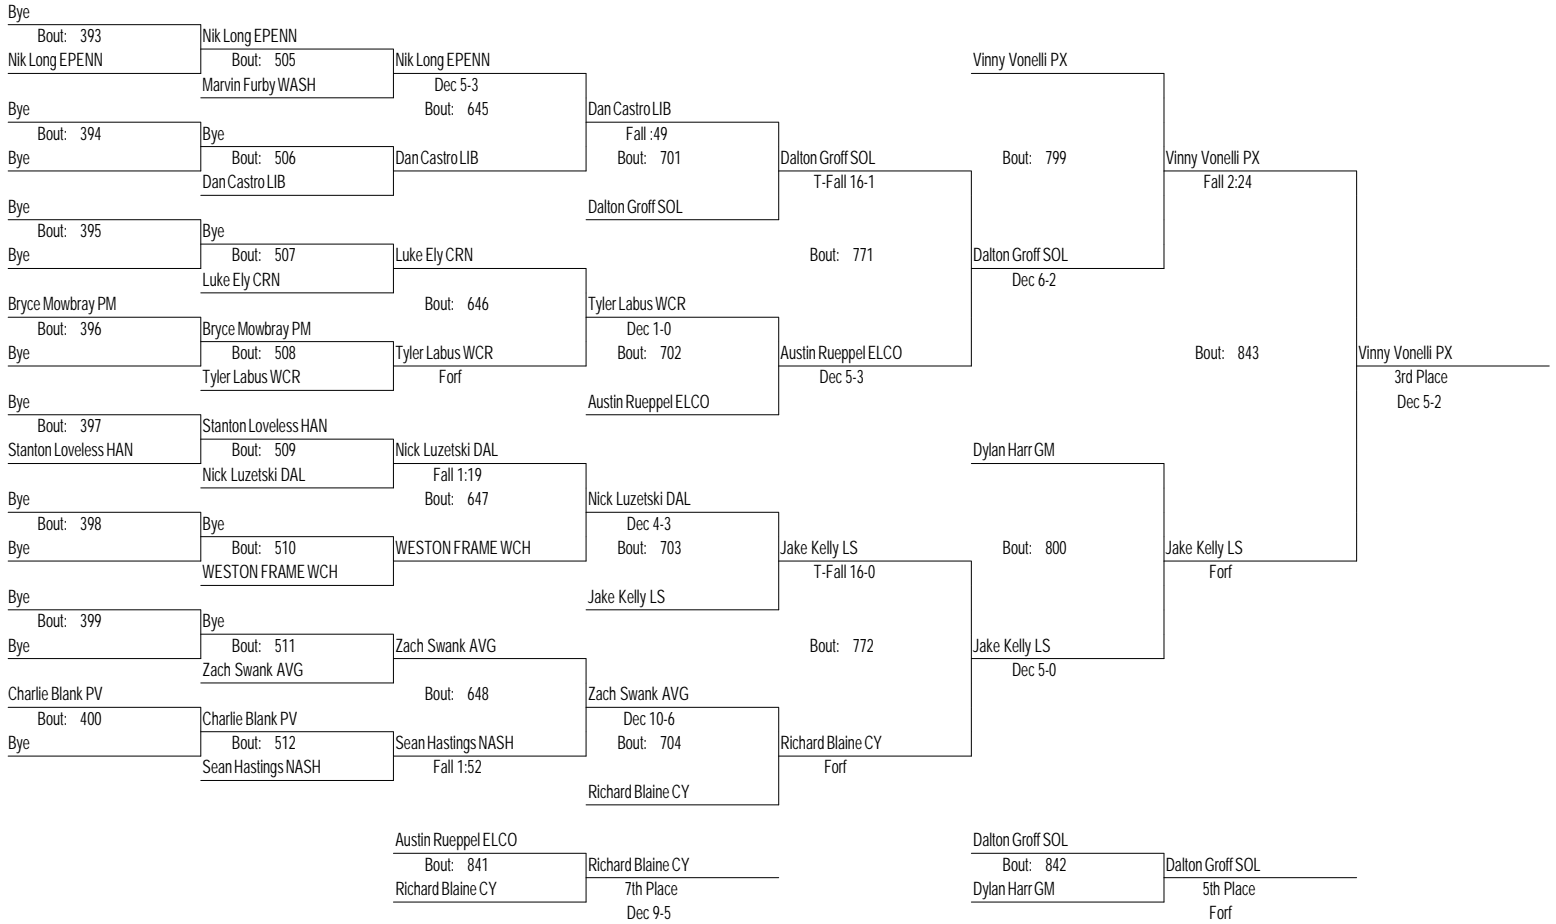 Bye
Bout: 393
Nik Long EPENN
Bye
Bout: 394
Bye
Bye
Bout: 395
Bye
Bryce Mowbray PM
Bout: 396
Bye
Bye
Bout: 397
Stanton Loveless HAN
Bye
Bout: 398
Bye
Bye
Bout: 399
Bye
Charlie Blank PV
Bout: 400
Bye
Nik Long EPENN
Bout: 505
Marvin Furby WASH
Bye
Bout: 506
Dan Castro LIB
Bye
Bout: 507
Luke Ely CRN
Bryce Mowbray PM
Bout: 508
Tyler Labus WCR
Stanton Loveless HAN
Bout: 509
Nick Luzetski DAL
Bye
Bout: 510
WESTON FRAME WCH
Bye
Bout: 511
Zach Swank AVG
Charlie Blank PV
Bout: 512
Sean Hastings NASH
Nik Long EPENN
Dec 5-3
Bout: 645
Dan Castro LIB
Luke Ely CRN
Bout: 646
Tyler Labus WCR
Forf
Nick Luzetski DAL
Fall 1:19
Bout: 647
WESTON FRAME WCH
Zach Swank AVG
Bout: 648
Sean Hastings NASH
Fall 1:52
Dan Castro LIB
Fall :49
Bout: 701
Dalton Groff SOL
Tyler Labus WCR
Dec 1-0
Bout: 702
Austin Rueppel ELCO
Nick Luzetski DAL
Dec 4-3
Bout: 703
Jake Kelly LS
Zach Swank AVG
Dec 10-6
Bout: 704
Richard Blaine CY
Dalton Groff SOL
T-Fall 16-1
Bout: 771
Austin Rueppel ELCO
Dec 5-3
Jake Kelly LS
T-Fall 16-0
Bout: 772
Richard Blaine CY
Forf
Vinny Vonelli PX
Bout: 799
Dalton Groff SOL
Dec 6-2
Dylan Harr GM
Bout: 800
Jake Kelly LS
Dec 5-0
Vinny Vonelli PX
Fall 2:24
Bout: 843
Jake Kelly LS
Forf
Vinny Vonelli PX
3rd Place
Dec 5-2
Austin Rueppel ELCO
Bout: 841
Richard Blaine CY
Richard Blaine CY
7th Place
Dec 9-5
Dalton Groff SOL
Bout: 842
Dylan Harr GM
Dalton Groff SOL
5th Place
Forf